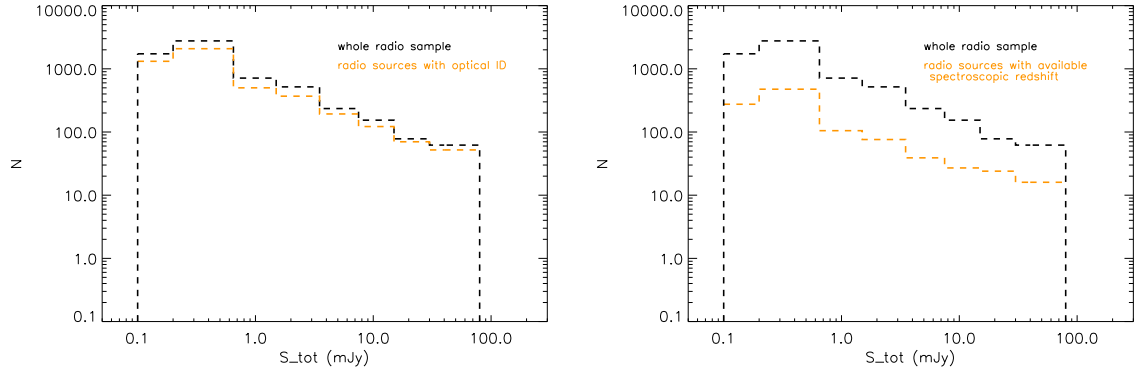 10000.0
whole radio sample
radio sources with optical ID
1000.0
100.0
N
10.0
1.0
0.1
0.1 1.0 10.0 100.0
S_tot (mJy)
10000.0
whole radio sample
radio sources with available
spectroscopic redshift
1000.0
100.0
N
10.0
1.0
0.1
0.1 1.0 10.0 100.0
S_tot (mJy)